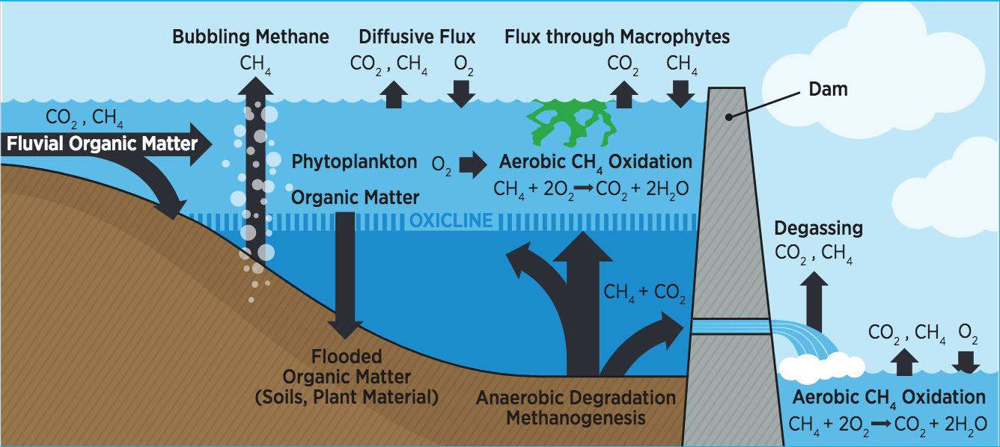 Bubbling Methane
CH₄
Diffusive Flux
CO₂ , CH₄ O₂
Flux through Macrophytes
CO₂ CH₄
Dam
CO₂ , CH₄
Fluvial Organic Matter
Phytoplankton O₂
Aerobic CH₄ Oxidation
CH₄ + 2O₂ → CO₂ + 2H₂O
Organic Matter
OXICLINE
Degassing
CO₂ , CH₄
CH₄ + CO₂
CO₂ , CH₄ O₂
Flooded
Organic Matter
(Soils, Plant Material)
Anaerobic Degradation
Methanogenesis
Aerobic CH₄ Oxidation
CH₄ + 2O₂ → CO₂ + 2H₂O